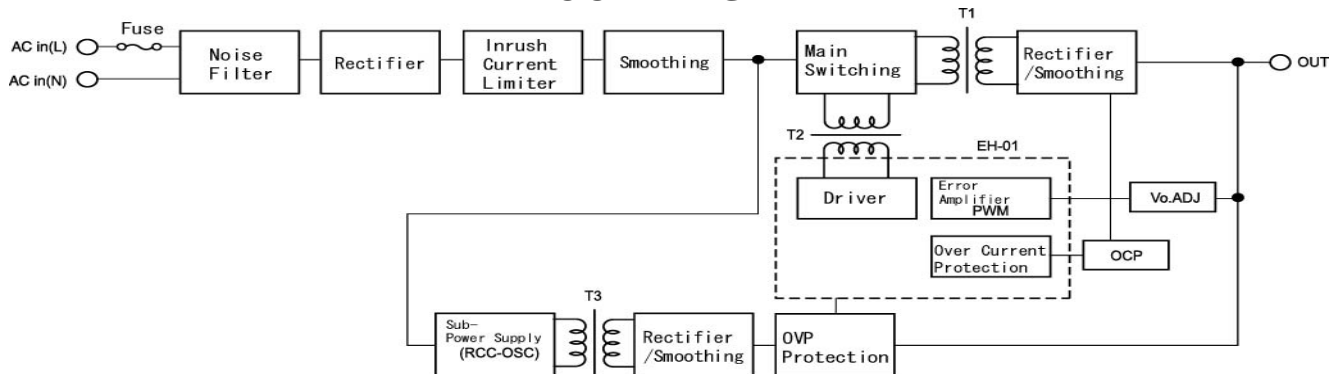 T1
Fuse
AC in(L)
AC in(N)
Noise
Filter
Rectifier
Inrush
Current
Limiter
Smoothing
Main
Switching
Rectifier
/Smoothing
OUT
T2
EH-01
Driver
Error
Amplifier
PWM
Vo.ADJ
Over Current
Protection
OCP
T3
Sub-
Power Supply
(RCC-OSC)
Rectifier
/Smoothing
OVP
Protection